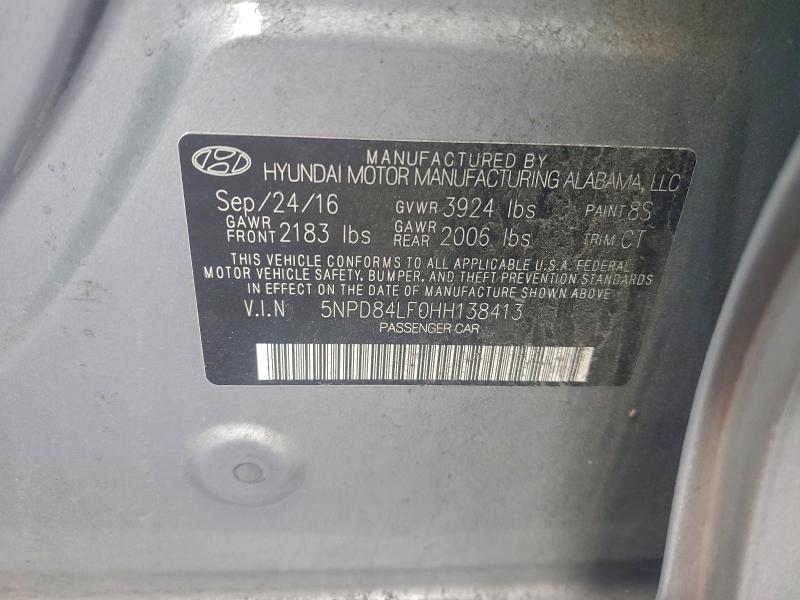 MANUFACTURED BY
HYUNDAI MOTOR MANUFACTURING ALABAMA, LLC
Sep/24/16 GVWR 3924 lbs PAINT 8S
GAWR FRONT 2183 lbs GAWR REAR 2006 lbs TRIM CT
THIS VEHICLE CONFORMS TO ALL APPLICABLE U.S.A. FEDERAL
MOTOR VEHICLE SAFETY, BUMPER, AND THEFT PREVENTION STANDARDS
IN EFFECT ON THE DATE OF MANUFACTURE SHOWN ABOVE.
V.I.N 5NPD84LF0HH138413
PASSENGER CAR